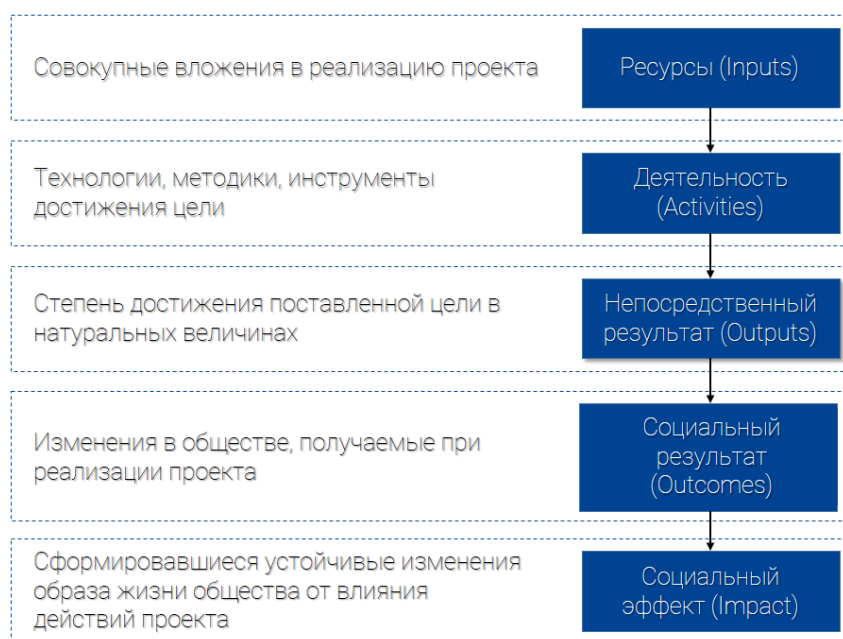 Совокупные вложения в реализацию проекта
Ресурсы (Inputs)
Технологии, методики, инструменты
достижения цели
Деятельность
(Activities)
Степень достижения поставленной цели в
натуральных величинах
Непосредственный
результат (Outputs)
Изменения в обществе, получаемые при
реализации проекта
Социальный
результат
(Outcomes)
Сформировавшиеся устойчивые изменения
образа жизни общества от влияния
действий проекта
Социальный
эффект (Impact)